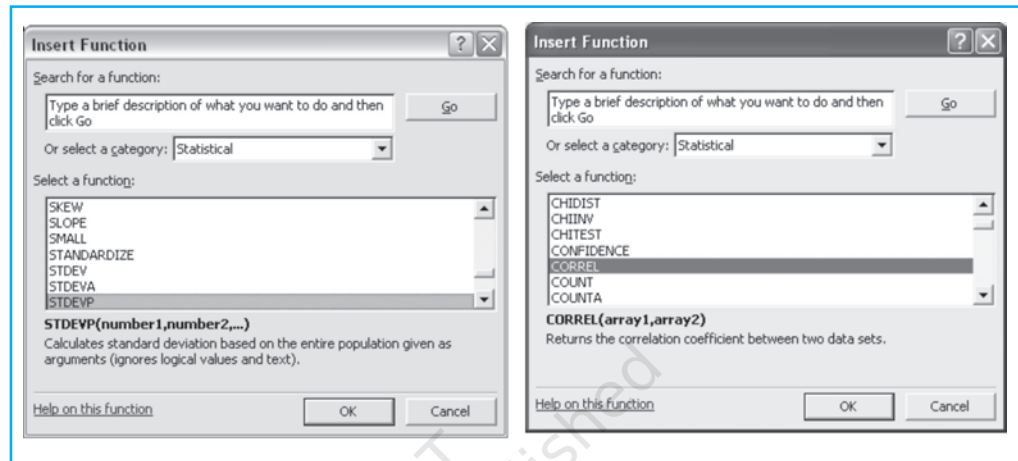 Insert Function
Search for a function:
Type a brief description of what you want to do and then
click Go
Go
Or select a category: Statistical
Select a function:
SKEW
SLOPE
SMALL
STANDARDIZE
STDEV
STDEVA
STDEVP
STDEVP(number1,number2,...)
Calculates standard deviation based on the entire population given as
arguments (ignores logical values and text).
Help on this function
OK
Cancel
Insert Function
Search for a function:
Type a brief description of what you want to do and then
click Go
Go
Or select a category: Statistical
Select a function:
CHIDIST
CHIINV
CHITEST
CONFIDENCE
CORREL
COUNT
COUNTA
CORREL(array1,array2)
Returns the correlation coefficient between two data sets.
Help on this function
OK
Cancel